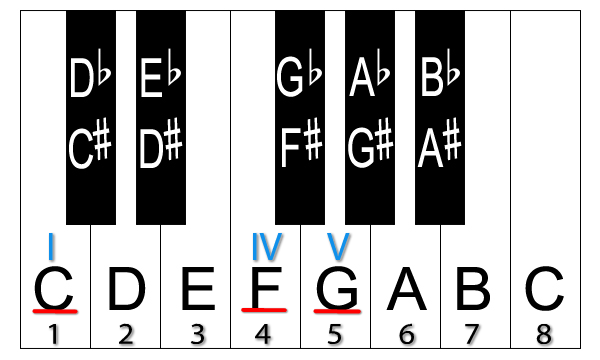 D♭ E♭ G♭ A♭ B♭
C♯ D♯ F♯ G♯ A♯
I IV V
C D E F G A B C
1 2 3 4 5 6 7 8